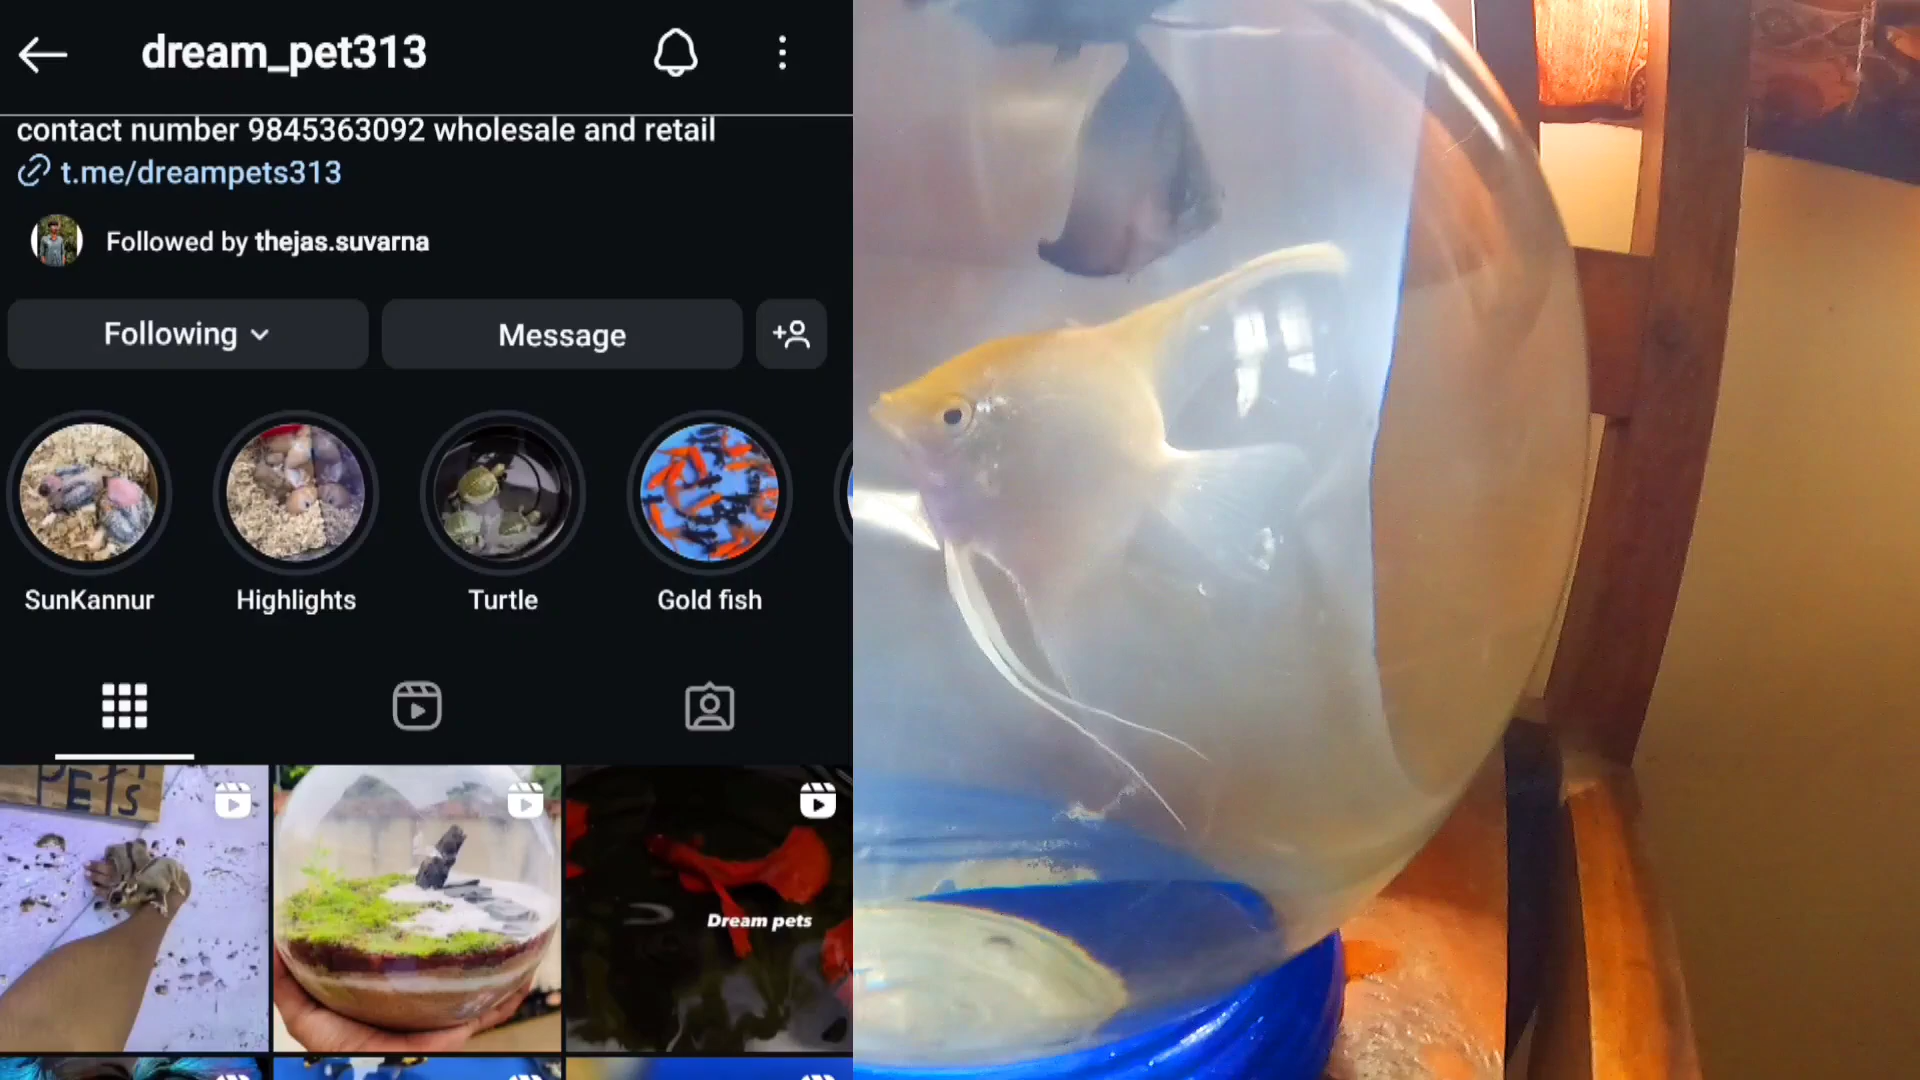 dream_pet313
contact number 9845363092 wholesale and retail
t.me/dreampets313
Followed by thejas.suvarna
Following
Message
SunKannur
Highlights
Turtle
Gold fish
PETS
Dream pets